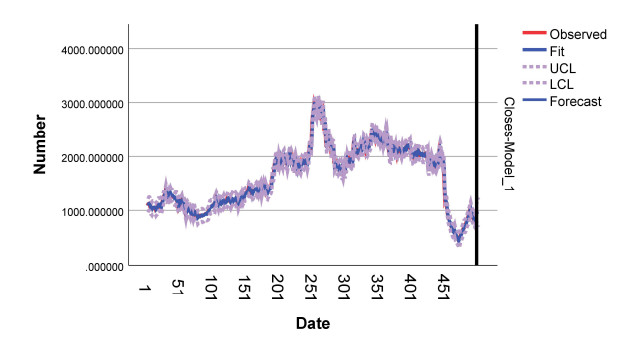 4000.000000
3000.000000
2000.000000
1000.000000
.000000
Number
1
51
101
151
201
251
301
351
401
451
Date
Closes-Model_1
Observed
Fit
UCL
LCL
Forecast